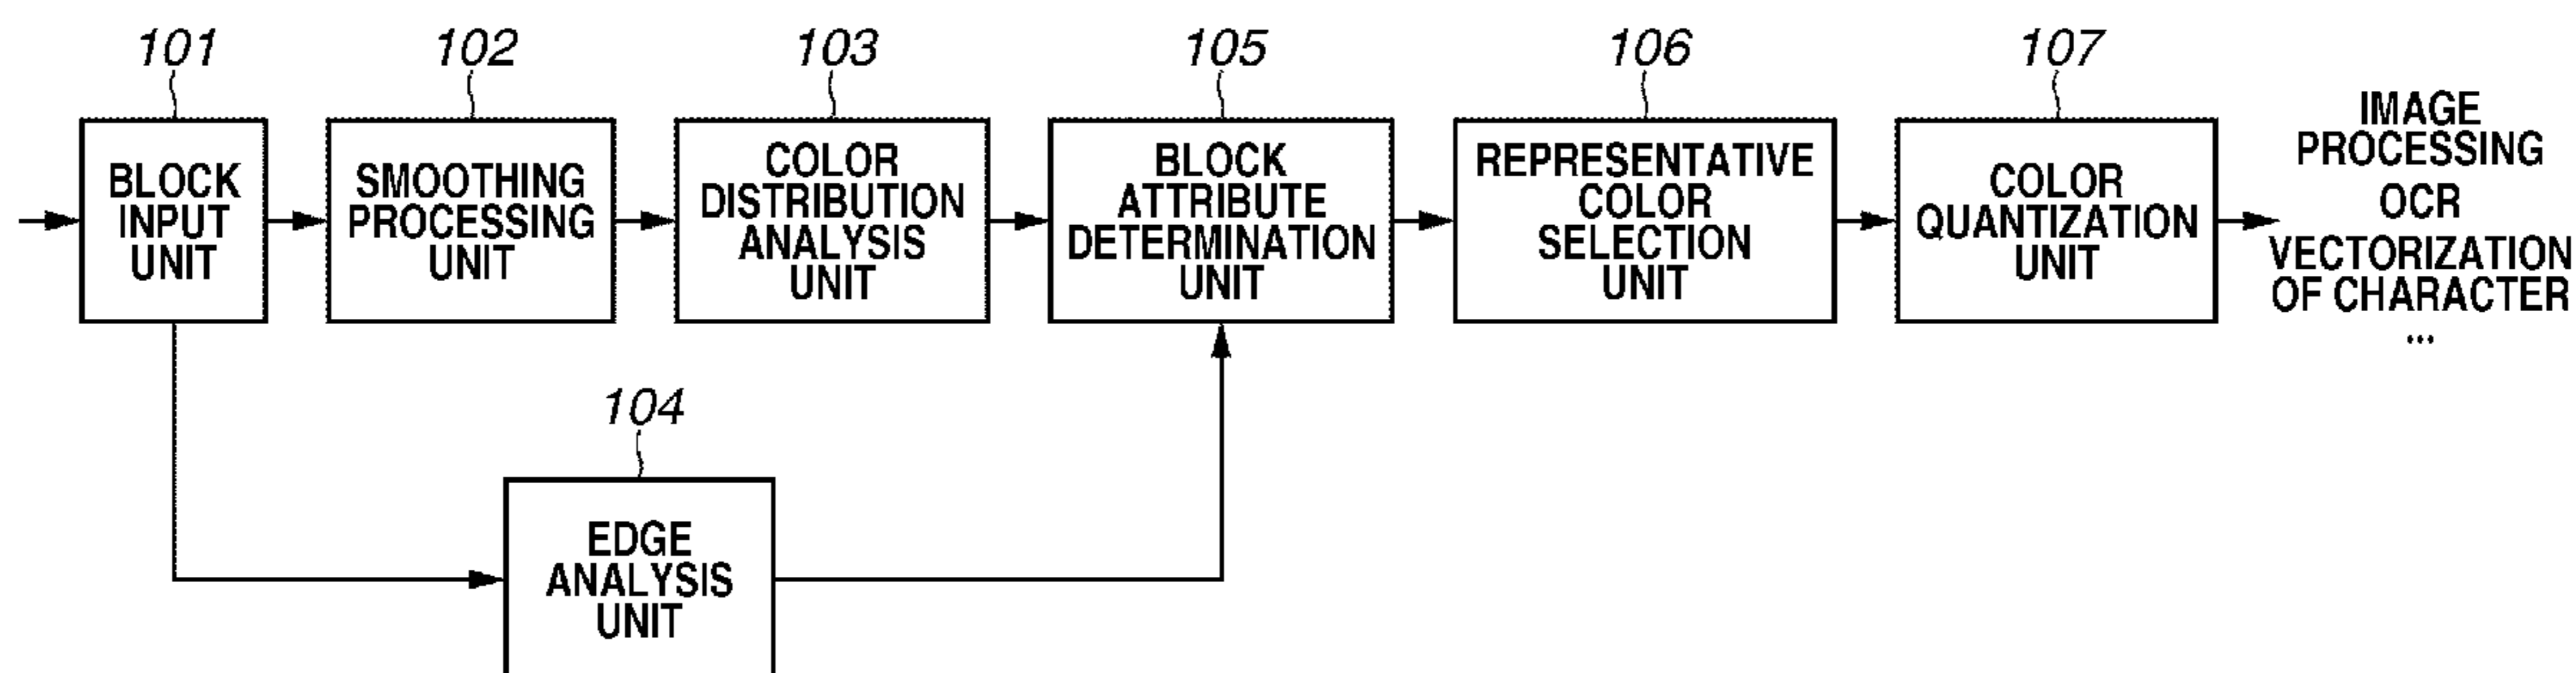 101
102
103
105
106
107
BLOCK
INPUT
UNIT
SMOOTHING
PROCESSING
UNIT
COLOR
DISTRIBUTION
ANALYSIS
UNIT
BLOCK
ATTRIBUTE
DETERMINATION
UNIT
REPRESENTATIVE
COLOR
SELECTION
UNIT
COLOR
QUANTIZATION
UNIT
IMAGE
PROCESSING
OCR
VECTORIZATION
OF CHARACTER
...
104
EDGE
ANALYSIS
UNIT